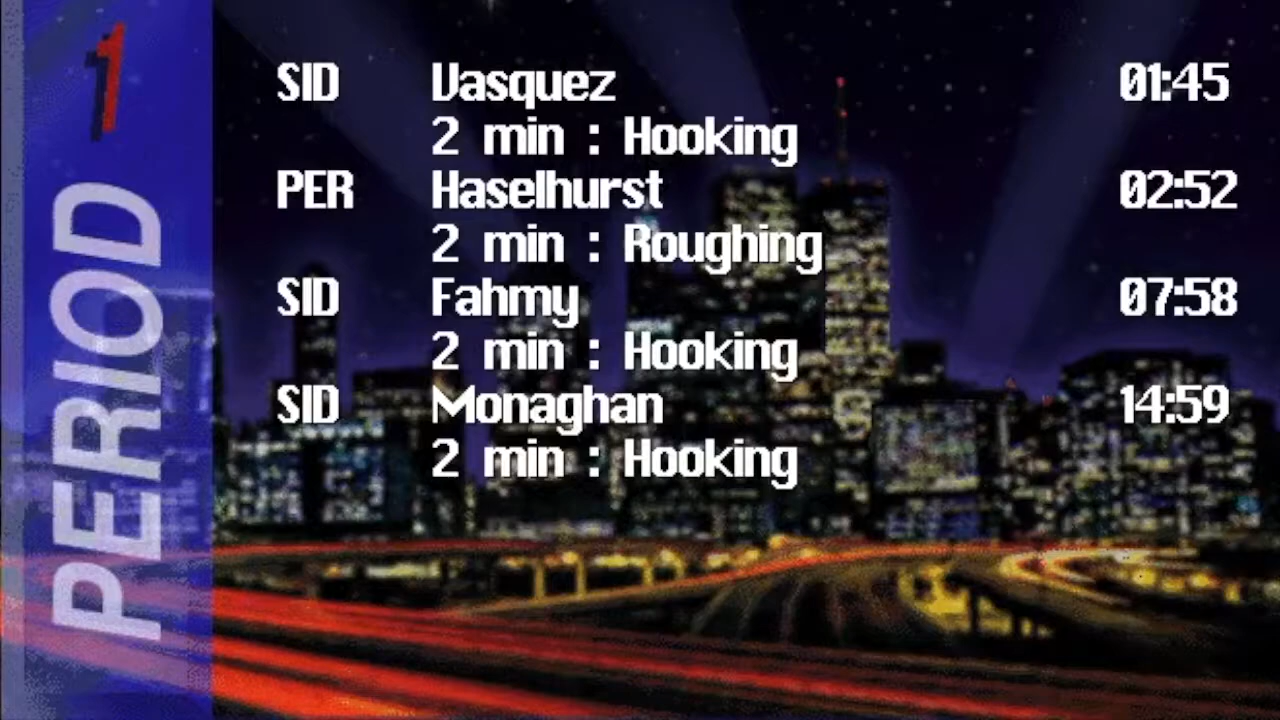 PERIOD 1
SID Vasquez 01:45
2 min : Hooking
PER Haselhurst 02:52
2 min : Roughing
SID Fahmy 07:58
2 min : Hooking
SID Monaghan 14:59
2 min : Hooking